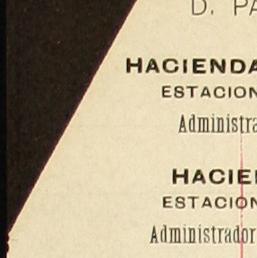 D. PA
HACIENDA
ESTACION
Administra
HACIE
ESTACION
Administrador